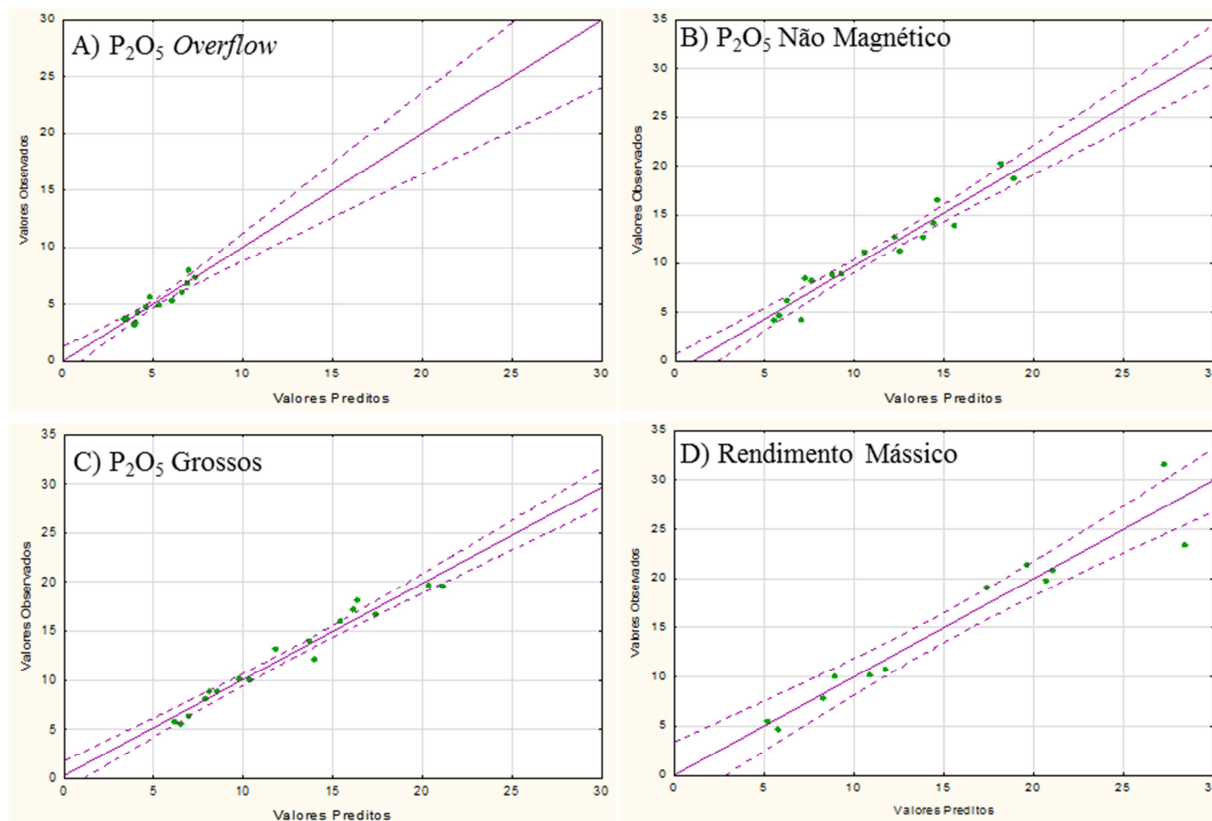 A) P₂O₅ Overflow
Valores Observados
30
25
20
15
10
5
0
0 5 10 15 20 25 30
Valores Preditos
B) P₂O₅ Não Magnético
Valores Observados
35
30
25
20
15
10
5
0
0 5 10 15 20 25 30
Valores Preditos
C) P₂O₅ Grossos
Valores Observados
35
30
25
20
15
10
5
0
0 5 10 15 20 25 30
Valores Preditos
D) Rendimento Mássico
Valores Observados
35
30
25
20
15
10
5
0
0 5 10 15 20 25 30
Valores Preditos